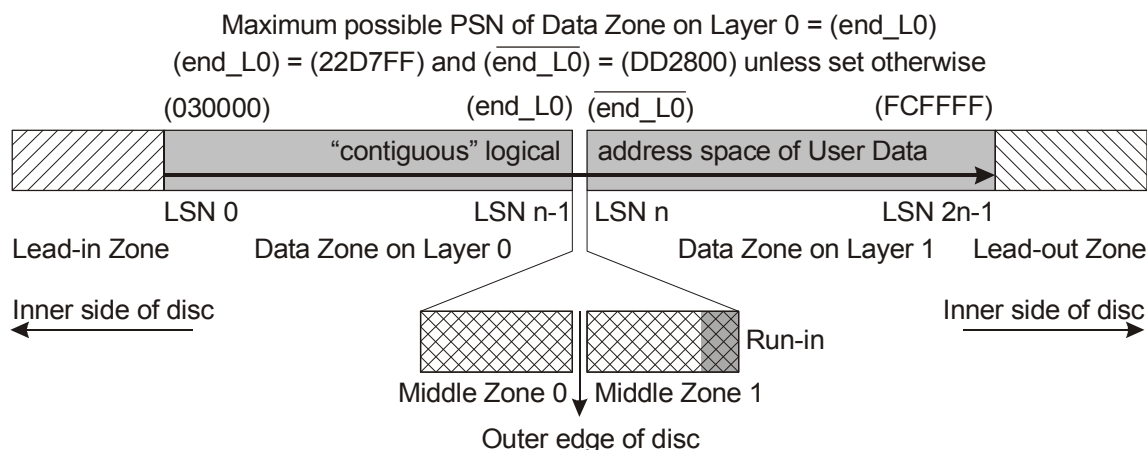 Maximum possible PSN of Data Zone on Layer 0 = (end_L0)
(end_L0) = (22D7FF) and (end_L0) = (DD2800) unless set otherwise
(030000) (end_L0) (end_L0) (FCFFFF)
“contiguous” logical address space of User Data
LSN 0 LSN n-1 LSN n LSN 2n-1
Lead-in Zone Data Zone on Layer 0 Data Zone on Layer 1 Lead-out Zone
Inner side of disc Inner side of disc
Run-in
Middle Zone 0 Middle Zone 1
Outer edge of disc